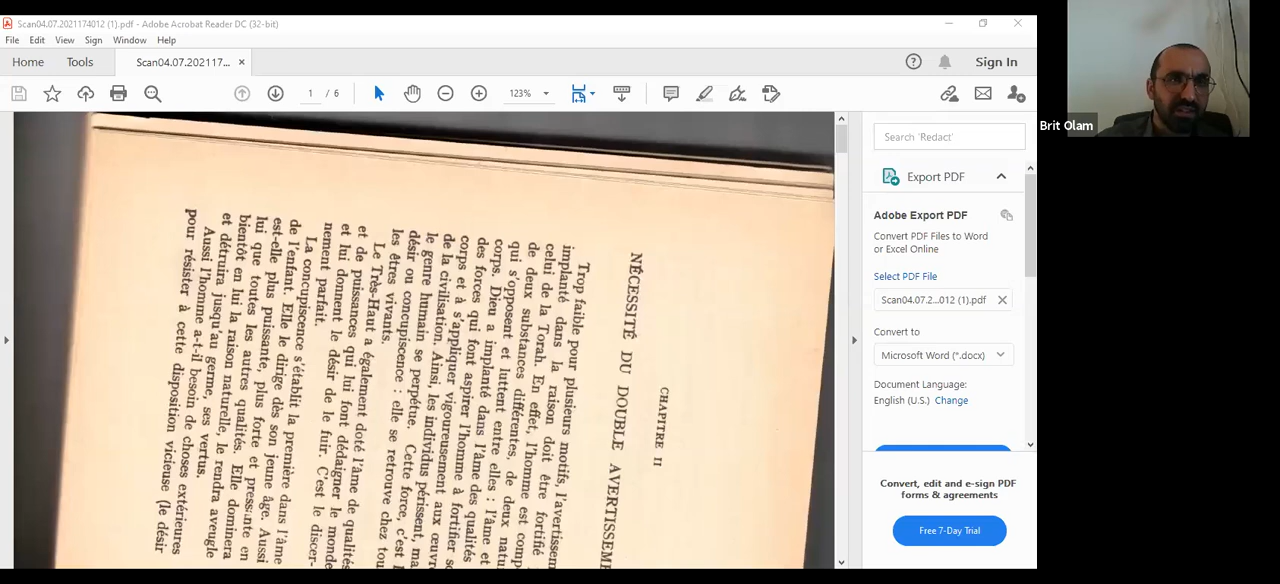 Scan04.07.2021174012 (1).pdf - Adobe Acrobat Reader DC (32-bit)
File Edit View Sign Window Help
Home Tools Scan04.07.202117... × Sign In
1 / 6 123%
Brit Olam
CHAPITRE II
NÉCESSITÉ DU DOUBLE
Trop faible pour plusieurs motifs,
implanté dans la raison doit être fortifié
celui de la Torah. En effet, l'homme est
de deux substances différentes, de deux
qui s'opposent et luttent entre elles : l'âme et
corps. Dieu a implanté dans l'âme des qualités
des forces qui font aspirer l'homme à fortifier
corps et à s'appliquer vigoureusement aux
de la civilisation. Ainsi, les individus périssent,
le genre humain se perpétue. Cette force, c'est
désir ou concupiscence : elle se retrouve chez
les êtres vivants.
Le Très-Haut a également doté l'âme de qualités
et de puissances qui lui font dédaigner le monde
et lui donnent le désir de le fuir. C'est le discer-
nement parfait.
La concupiscence s'établit la première dans l'âme
de l'enfant. Elle le dirige dès son jeune âge. Aussi
est-elle plus puissante, plus forte et pressante en
lui que toutes les autres qualités. Elle dominera
bientôt en lui la raison naturelle, le rendra aveugle
et détruira jusqu'au germe, ses vertus.
Aussi l'homme a-t-il besoin de choses extérieures
pour résister à cette disposition vicieuse (le désir
Search 'Redact'
Export PDF
Adobe Export PDF
Convert PDF Files to Word
or Excel Online
Select PDF File
Scan04.07.2...012 (1).pdf
Convert to
Microsoft Word (*.docx)
Document Language:
English (U.S.) Change
Convert, edit and e-sign PDF
forms & agreements
Free 7-Day Trial